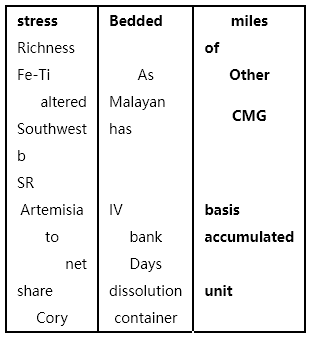 stress Bedded miles
Richness of
Fe-Ti As Other
altered Malayan CMG
Southwest has
b
SR
Artemisia IV basis
to bank accumulated
net Days
share dissolution unit
Cory container